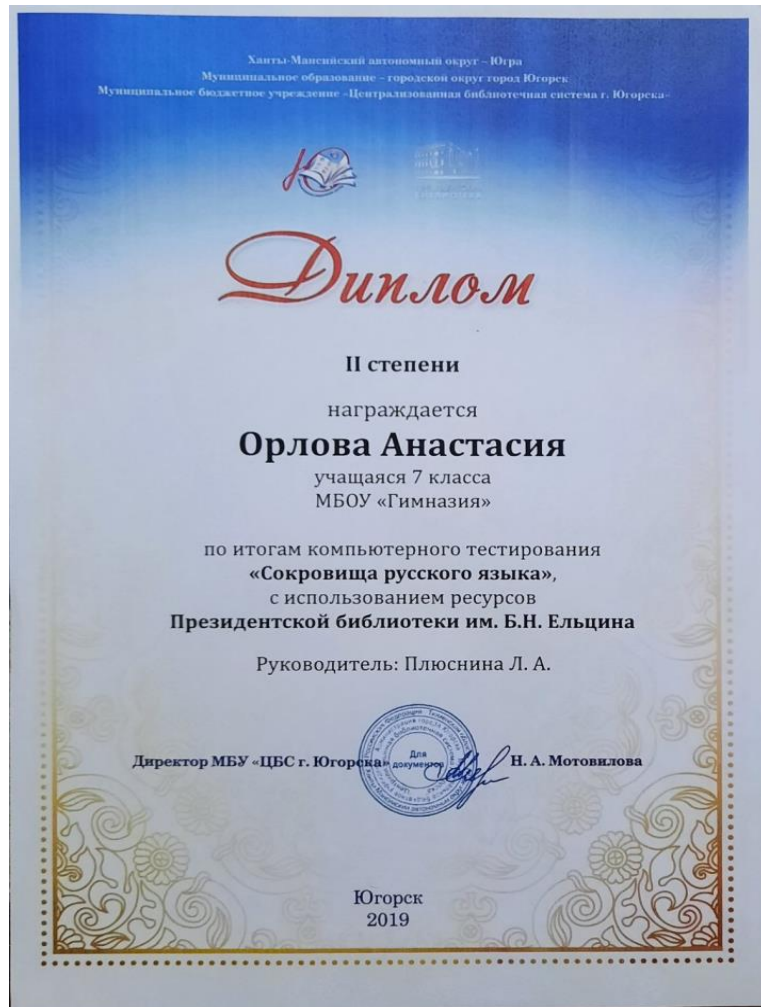 Ханты-Мансийский автономный округ – Югра
Муниципальное образование – городской округ город Югорск
Муниципальное бюджетное учреждение «Централизованная библиотечная система г. Югорска»
Диплом
II степени
награждается
Орлова Анастасия
учащаяся 7 класса
МБОУ «Гимназия»
по итогам компьютерного тестирования
«Сокровища русского языка»,
с использованием ресурсов
Президентской библиотеки им. Б.Н. Ельцина
Руководитель: Плюснина Л. А.
Директор МБУ «ЦБС г. Югорска» Н. А. Мотовилова
Для
документов
Югорск
2019